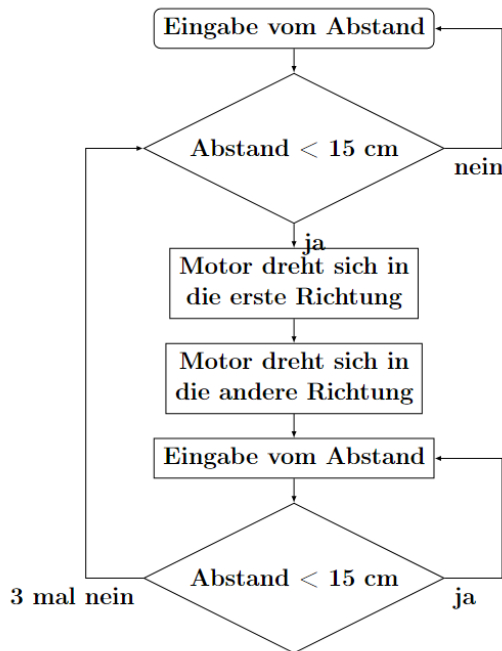 Eingabe vom Abstand
Abstand < 15 cm
nein
ja
Motor dreht sich in
die erste Richtung
Motor dreht sich in
die andere Richtung
Eingabe vom Abstand
Abstand < 15 cm
3 mal nein
ja